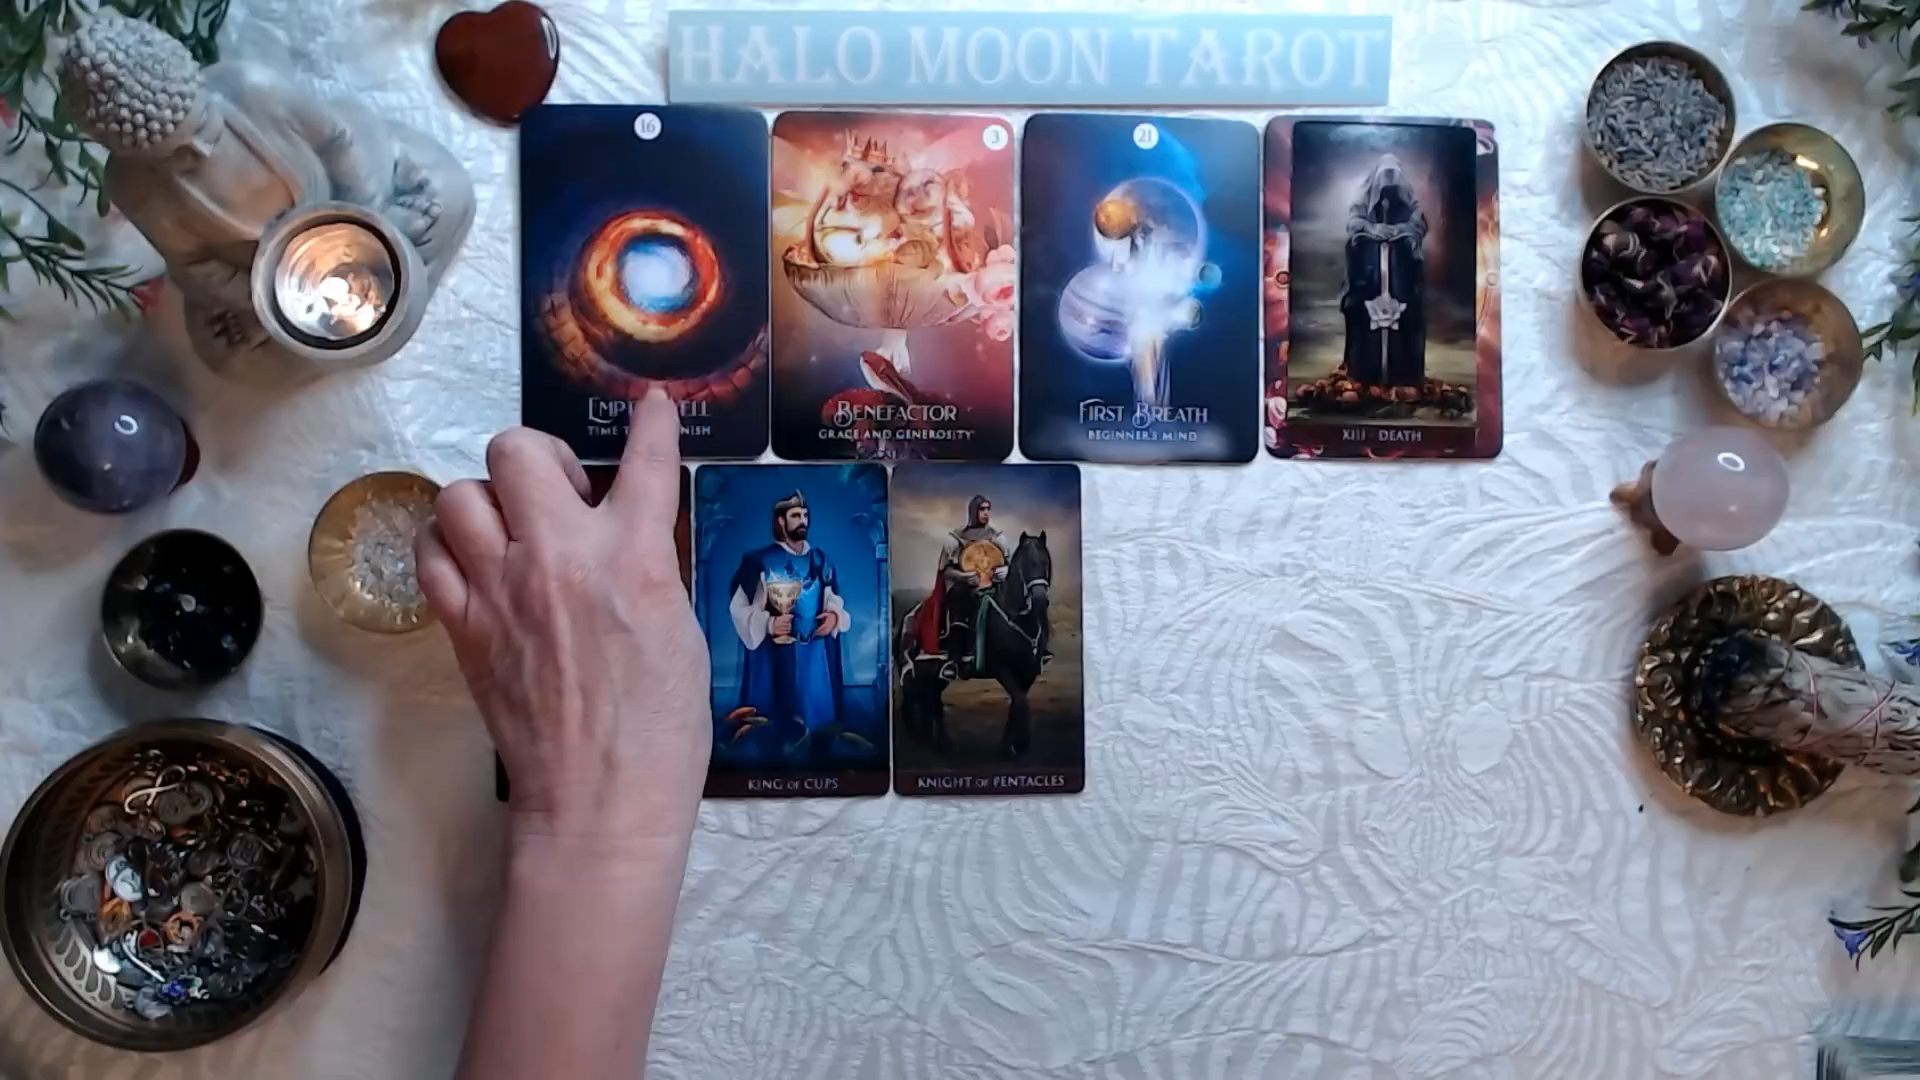 HALO MOON TAROT
16
TIME
3
BENEFACTOR
GRACE AND GENEROSITY
21
FIRST BREATH
BEGINNER'S MIND
XIII · DEATH
KING OF CUPS
KNIGHT OF PENTACLES